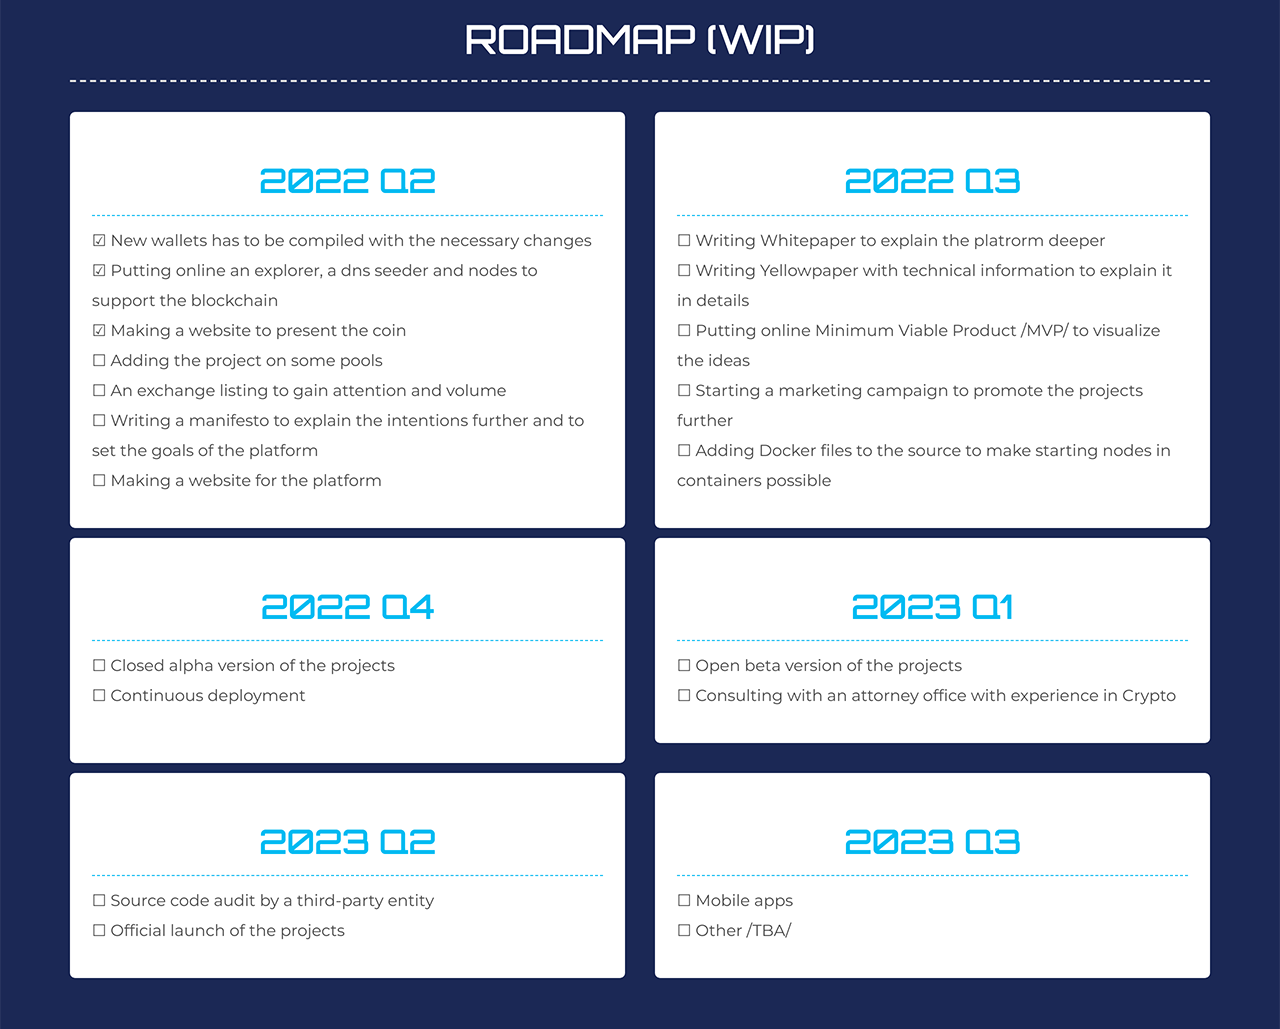 ROADMAP (WIP)
2022 Q2
☑ New wallets has to be compiled with the necessary changes
☑ Putting online an explorer, a dns seeder and nodes to
support the blockchain
☑ Making a website to present the coin
☐ Adding the project on some pools
☐ An exchange listing to gain attention and volume
☐ Writing a manifesto to explain the intentions further and to
set the goals of the platform
☐ Making a website for the platform
2022 Q3
☐ Writing Whitepaper to explain the platrorm deeper
☐ Writing Yellowpaper with technical information to explain it
in details
☐ Putting online Minimum Viable Product /MVP/ to visualize
the ideas
☐ Starting a marketing campaign to promote the projects
further
☐ Adding Docker files to the source to make starting nodes in
containers possible
2022 Q4
☐ Closed alpha version of the projects
☐ Continuous deployment
2023 Q1
☐ Open beta version of the projects
☐ Consulting with an attorney office with experience in Crypto
2023 Q2
☐ Source code audit by a third-party entity
☐ Official launch of the projects
2023 Q3
☐ Mobile apps
☐ Other /TBA/